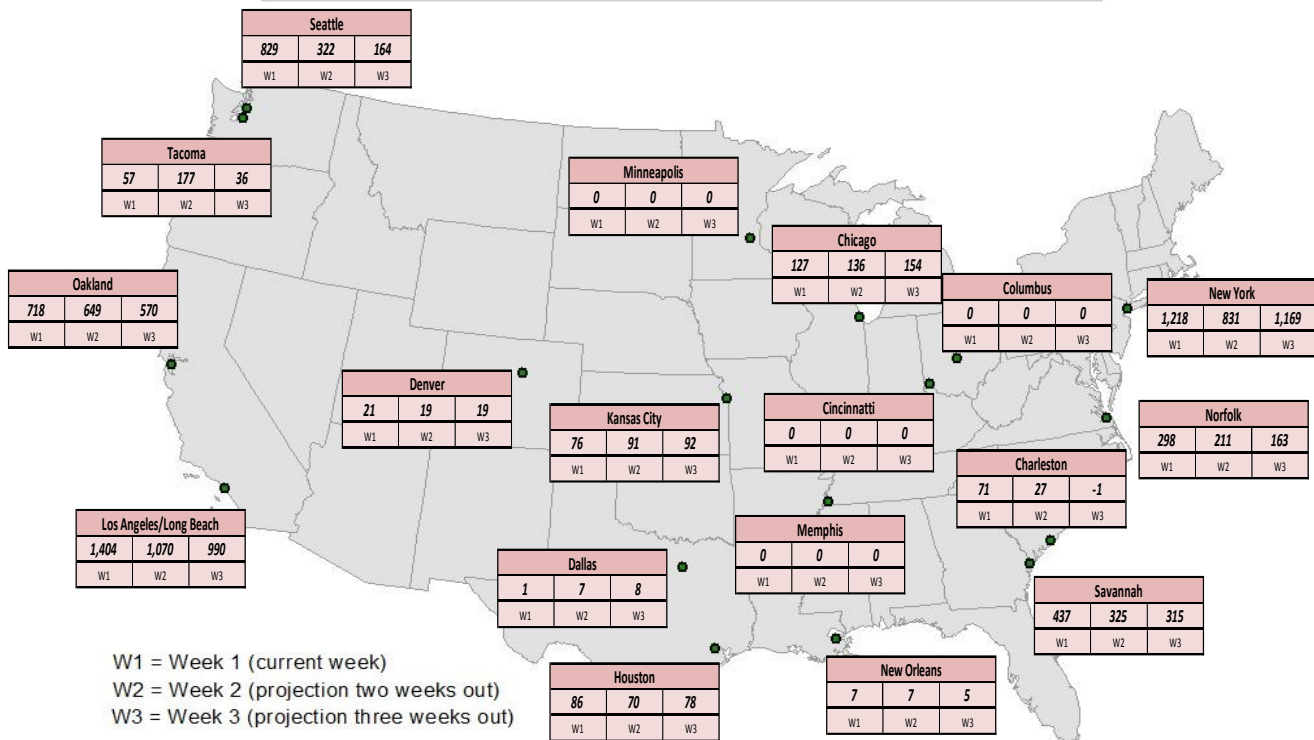 Seattle
829 322 164
W1 W2 W3
Tacoma
57 177 36
W1 W2 W3
Minneapolis
0 0 0
W1 W2 W3
Chicago
127 136 154
W1 W2 W3
Oakland
718 649 570
W1 W2 W3
Columbus
0 0 0
W1 W2 W3
New York
1,218 831 1,169
W1 W2 W3
Denver
21 19 19
W1 W2 W3
Kansas City
76 91 92
W1 W2 W3
Cincinnatti
0 0 0
W1 W2 W3
Norfolk
298 211 163
W1 W2 W3
Charleston
71 27 -1
W1 W2 W3
Los Angeles/Long Beach
1,404 1,070 990
W1 W2 W3
Memphis
0 0 0
W1 W2 W3
Dallas
1 7 8
W1 W2 W3
Savannah
437 325 315
W1 W2 W3
Houston
86 70 78
W1 W2 W3
New Orleans
7 7 5
W1 W2 W3
W1 = Week 1 (current week)
W2 = Week 2 (projection two weeks out)
W3 = Week 3 (projection three weeks out)